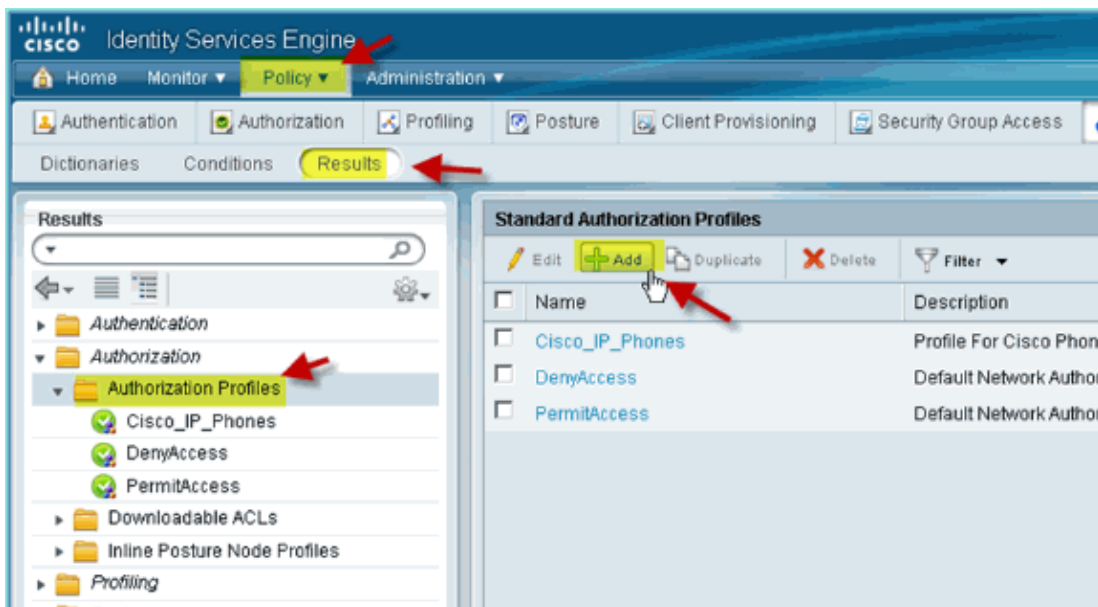 CISCO Identity Services Engine
Home Monitor Policy Administration
Authentication Authorization Profiling Posture Client Provisioning Security Group Access
Dictionaries Conditions Results
Results
Authentication
Authorization
Authorization Profiles
Cisco_IP_Phones
DenyAccess
PermitAccess
Downloadable ACLs
Inline Posture Node Profiles
Profiling
Standard Authorization Profiles
Edit Add Duplicate Delete Filter
Name Description
Cisco_IP_Phones Profile For Cisco Phon
DenyAccess Default Network Autho
PermitAccess Default Network Autho